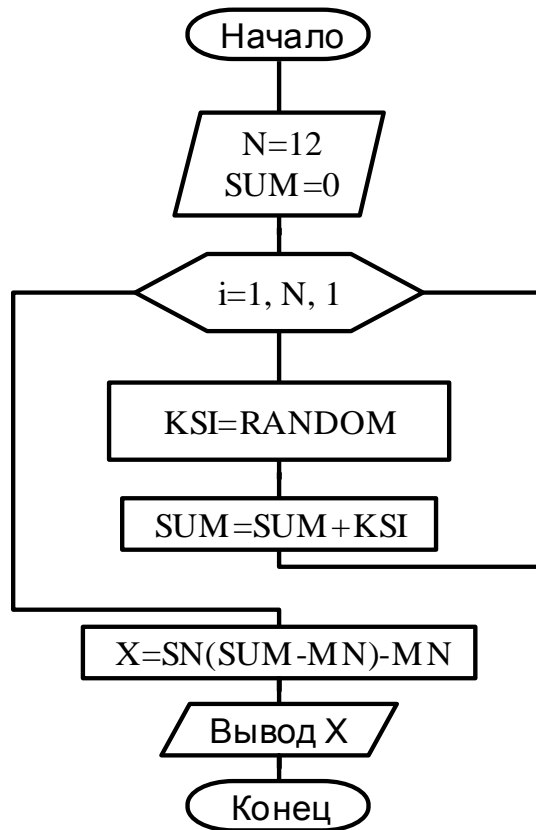 Начало
N=12
SUM=0
i=1, N, 1
KSI=RANDOM
SUM=SUM+KSI
X=SN(SUM-MN)-MN
Вывод X
Конец